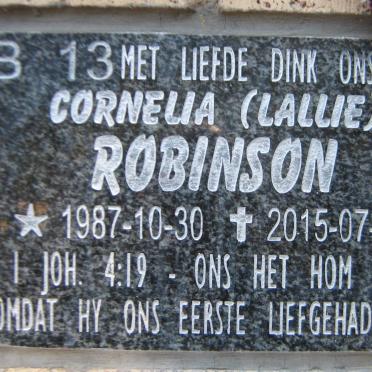 B 13 MET LIEFDE DINK ONS
CORNELIA (LALLIE)
ROBINSON
1987-10-30 2015-07-
I JOH. 4:19 - ONS HET HOM
OMDAT HY ONS EERSTE LIEFGEHAD